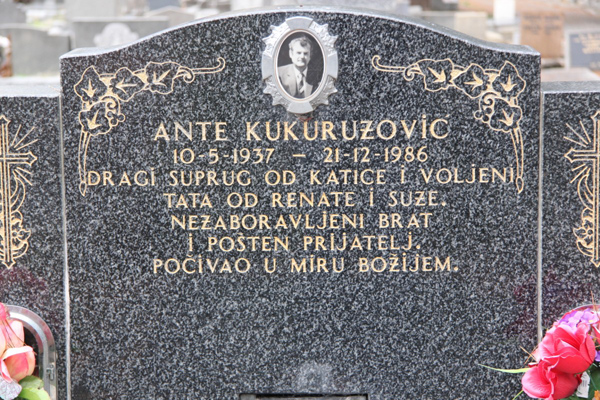 ANTE KUKURUZOVIĆ
10-5-1937 — 21-12-1986
DRAGI SUPRUG OD KATICE I VOLJENI
TATA OD RENATE I SUZE.
NEZABORAVLJENI BRAT
I POŠTEN PRIJATELJ.
POČIVAO U MIRU BOŽIJEM.